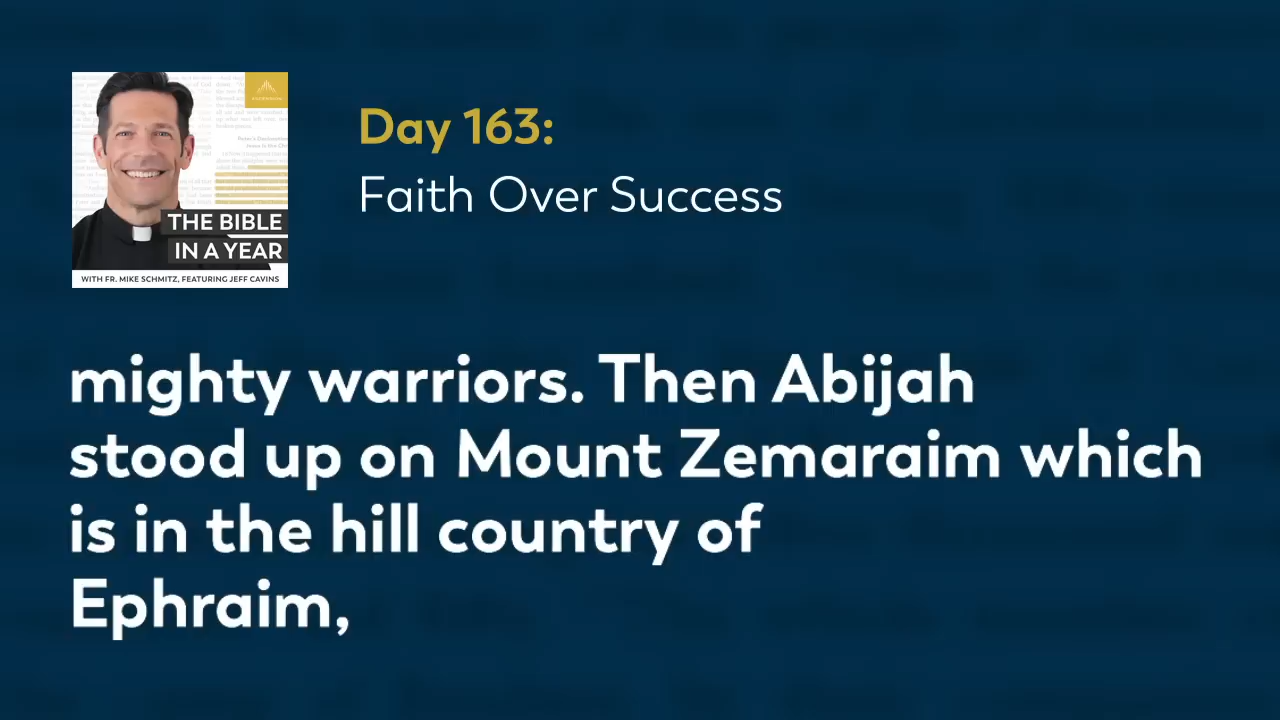 THE BIBLE
IN A YEAR
WITH FR. MIKE SCHMITZ, FEATURING JEFF CAVINS
Day 163:
Faith Over Success
mighty warriors. Then Abijah
stood up on Mount Zemaraim which
is in the hill country of
Ephraim,